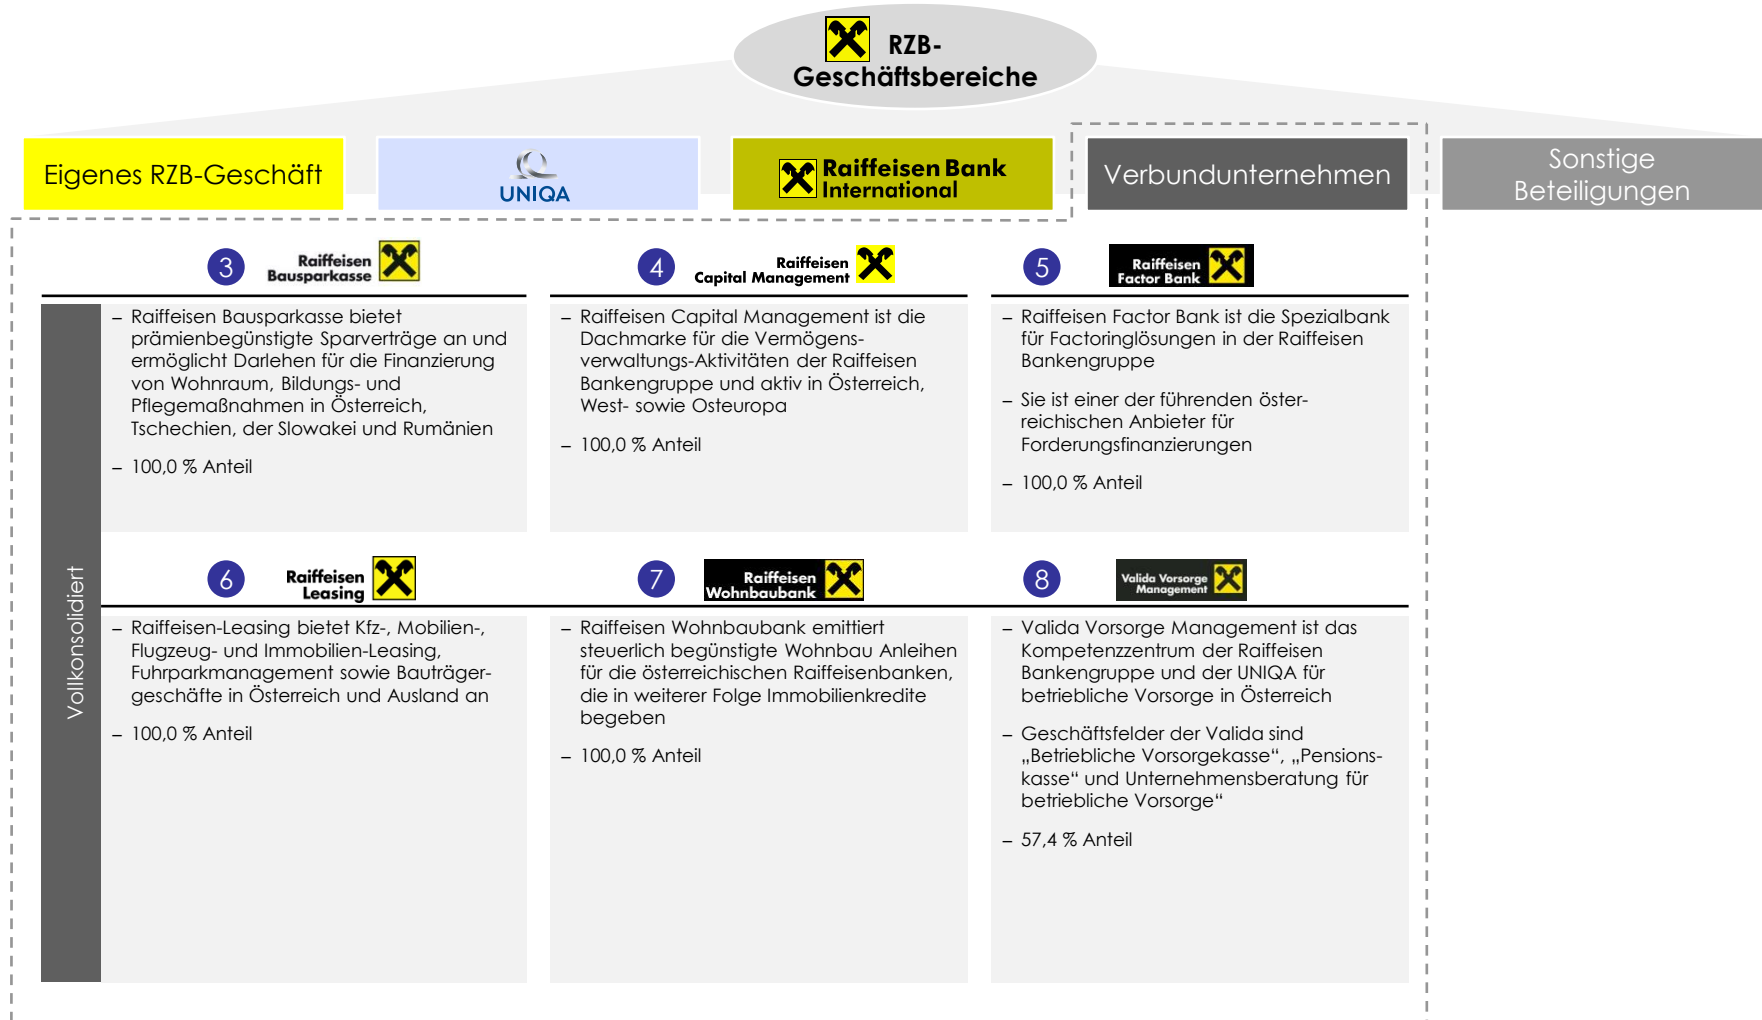 RZB-
Geschäftsbereiche
Eigenes RZB-Geschäft
UNIQA
Raiffeisen Bank
International
Verbundunternehmen
Sonstige
Beteiligungen
Vollkonsolidiert
3
Raiffeisen
Bausparkasse
– Raiffeisen Bausparkasse bietet
prämienbegünstigte Sparverträge an und
ermöglicht Darlehen für die Finanzierung
von Wohnraum, Bildungs- und
Pflegemaßnahmen in Österreich,
Tschechien, der Slowakei und Rumänien
– 100,0 % Anteil
4
Raiffeisen
Capital Management
– Raiffeisen Capital Management ist die
Dachmarke für die Vermögens-
verwaltungs-Aktivitäten der Raiffeisen
Bankengruppe und aktiv in Österreich,
West- sowie Osteuropa
– 100,0 % Anteil
5
Raiffeisen
Factor Bank
– Raiffeisen Factor Bank ist die Spezialbank
für Factoringlösungen in der Raiffeisen
Bankengruppe
– Sie ist einer der führenden öster-
reichischen Anbieter für
Forderungsfinanzierungen
– 100,0 % Anteil
6
Raiffeisen
Leasing
– Raiffeisen-Leasing bietet Kfz-, Mobilien-,
Flugzeug- und Immobilien-Leasing,
Fuhrparkmanagement sowie Bauträger-
geschäfte in Österreich und Ausland an
– 100,0 % Anteil
7
Raiffeisen
Wohnbaubank
– Raiffeisen Wohnbaubank emittiert
steuerlich begünstigte Wohnbau Anleihen
für die österreichischen Raiffeisenbanken,
die in weiterer Folge Immobilienkredite
begeben
– 100,0 % Anteil
8
Valida Vorsorge
Management
– Valida Vorsorge Management ist das
Kompetenzzentrum der Raiffeisen
Bankengruppe und der UNIQA für
betriebliche Vorsorge in Österreich
– Geschäftsfelder der Valida sind
„Betriebliche Vorsorgekasse“, „Pensions-
kasse“ und Unternehmensberatung für
betriebliche Vorsorge“
– 57,4 % Anteil